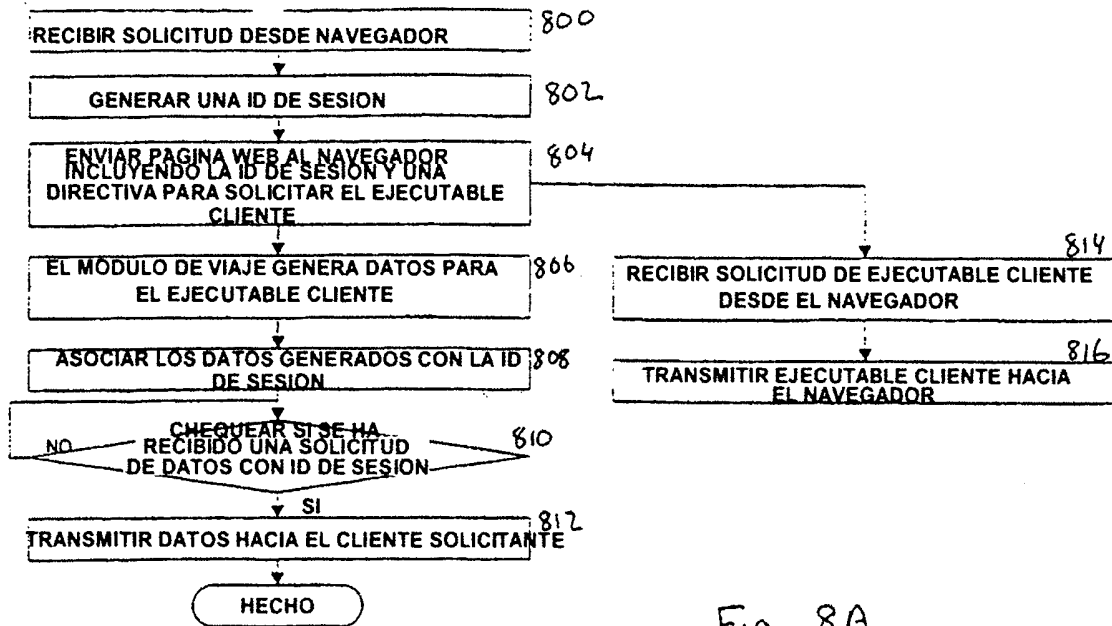 RECIBIR SOLICITUD DESDE NAVEGADOR
800
GENERAR UNA ID DE SESION
802
ENVIAR PAGINA WEB AL NAVEGADOR
INCLUYENDO LA ID DE SESION Y UNA
DIRECTIVA PARA SOLICITAR EL EJECUTABLE
CLIENTE
804
EL MODULO DE VIAJE GENERA DATOS PARA
EL EJECUTABLE CLIENTE
806
ASOCIAR LOS DATOS GENERADOS CON LA ID
DE SESION
808
CHEQUEAR SI SE HA
RECIBIDO UNA SOLICITUD
DE DATOS CON ID DE SESION
810
NO
SI
TRANSMITIR DATOS HACIA EL CLIENTE SOLICITANTE
812
HECHO
814
RECIBIR SOLICITUD DE EJECUTABLE CLIENTE
DESDE EL NAVEGADOR
816
TRANSMITIR EJECUTABLE CLIENTE HACIA
EL NAVEGADOR
Fig. 8A